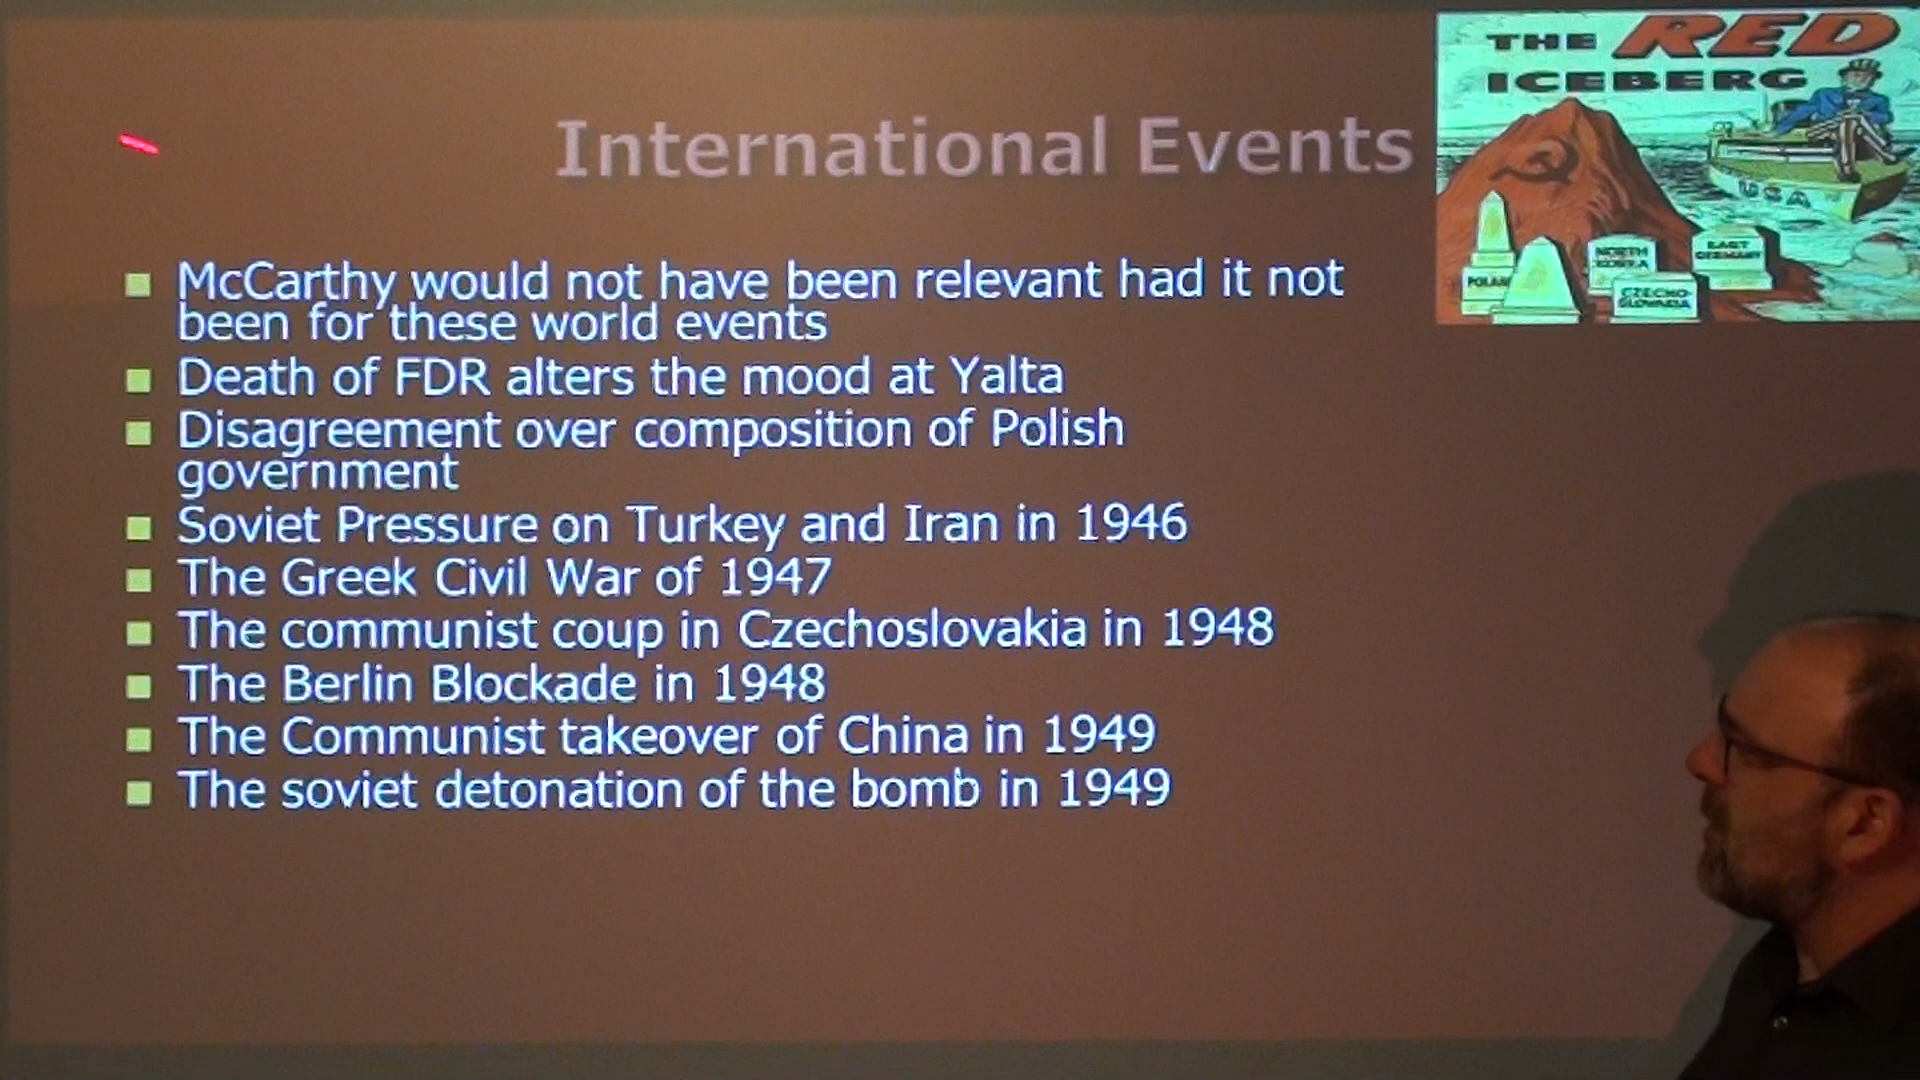 THE RED
ICEBERG
International Events
USA
NORTH
KOREA
EAST
GERMANY
POLAND
CZECHO-
SLOVAKIA
McCarthy would not have been relevant had it not
been for these world events
Death of FDR alters the mood at Yalta
Disagreement over composition of Polish
government
Soviet Pressure on Turkey and Iran in 1946
The Greek Civil War of 1947
The communist coup in Czechoslovakia in 1948
The Berlin Blockade in 1948
The Communist takeover of China in 1949
The soviet detonation of the bomb in 1949